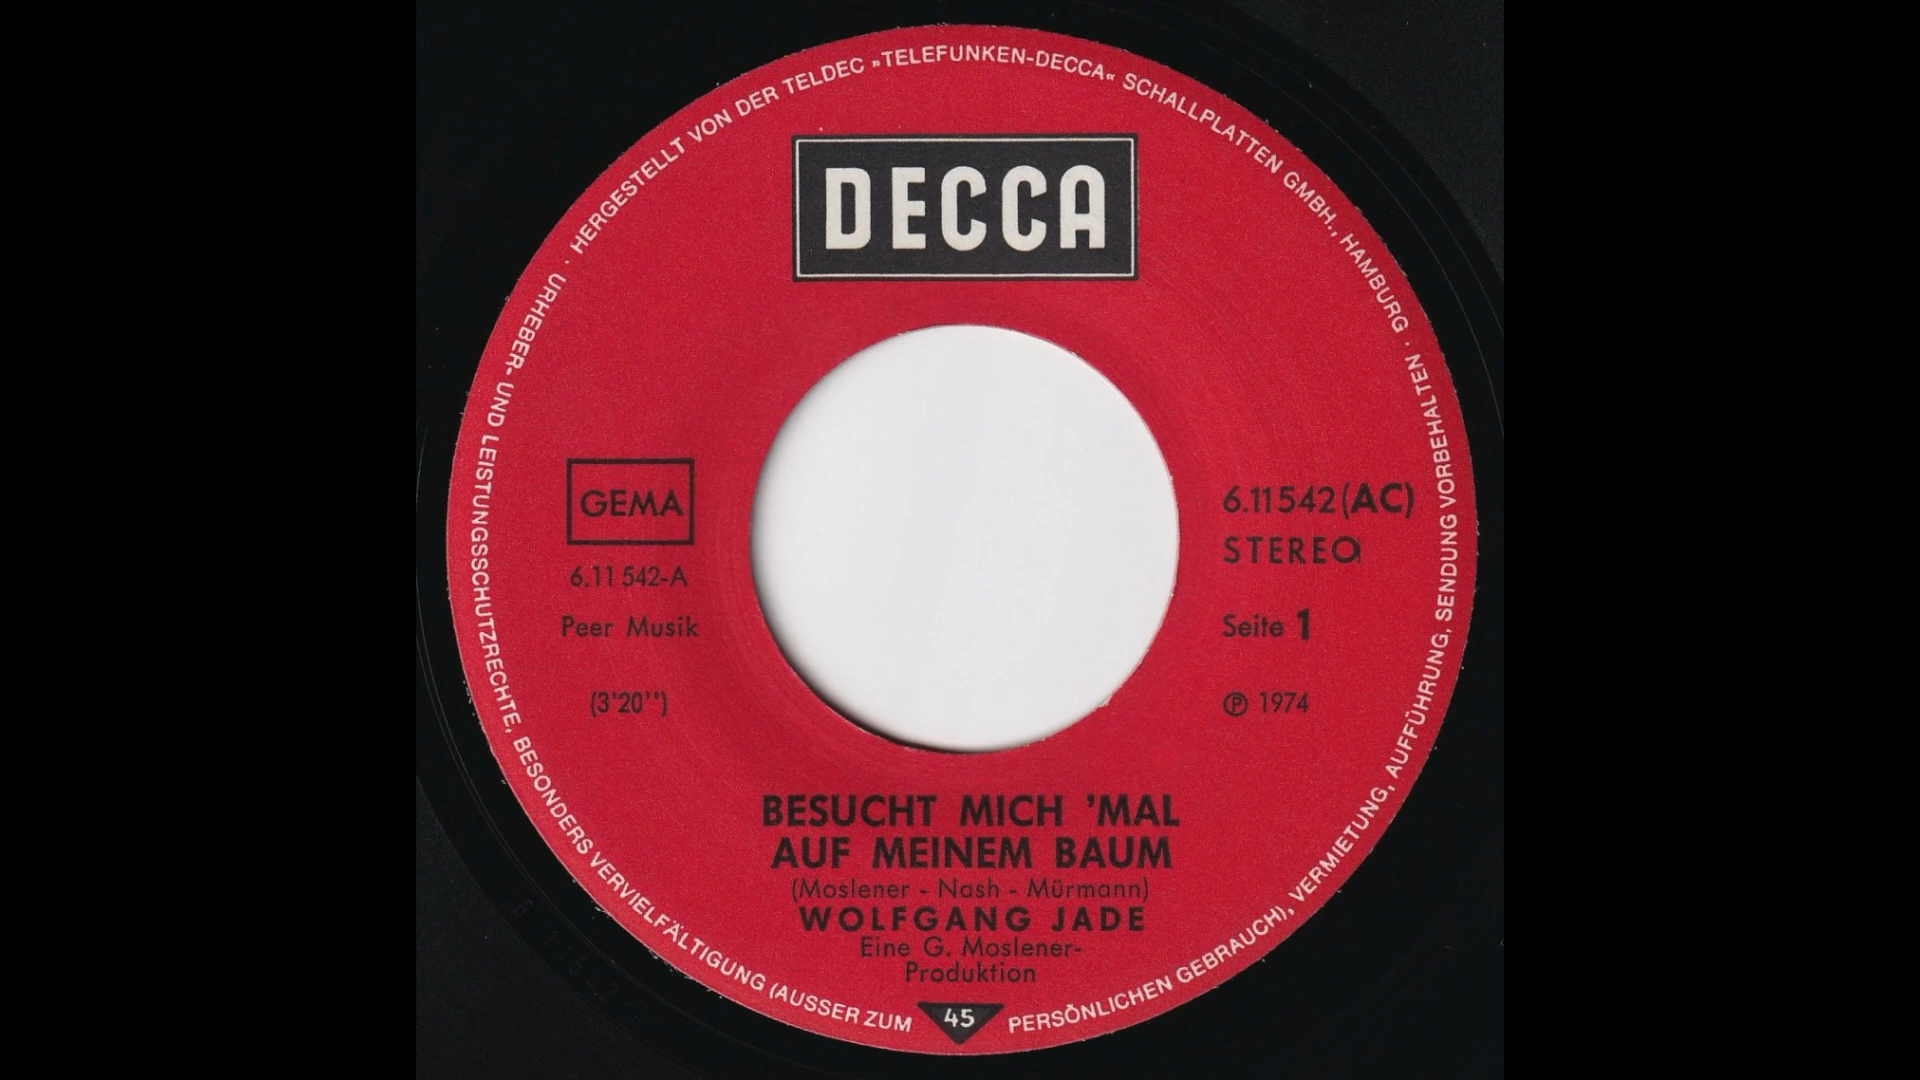 HERGESTELLT VON DER TELDEC »TELEFUNKEN-DECCA« SCHALLPLATTEN GMBH., HAMBURG ·
URHEBER- UND LEISTUNGSSCHUTZRECHTE, BESONDERS VERVIELFÄLTIGUNG (AUSSER ZUM
PERSÖNLICHEN GEBRAUCH), VERMIETUNG, AUFFÜHRUNG, SENDUNG VORBEHALTEN ·
DECCA
GEMA
6.11 542-A
Peer Musik
(3'20'')
6.11542 (AC)
STEREO
Seite 1
℗ 1974
BESUCHT MICH 'MAL
AUF MEINEM BAUM
(Moslener - Nash - Mürmann)
WOLFGANG JADE
Eine G. Moslener-
Produktion
45